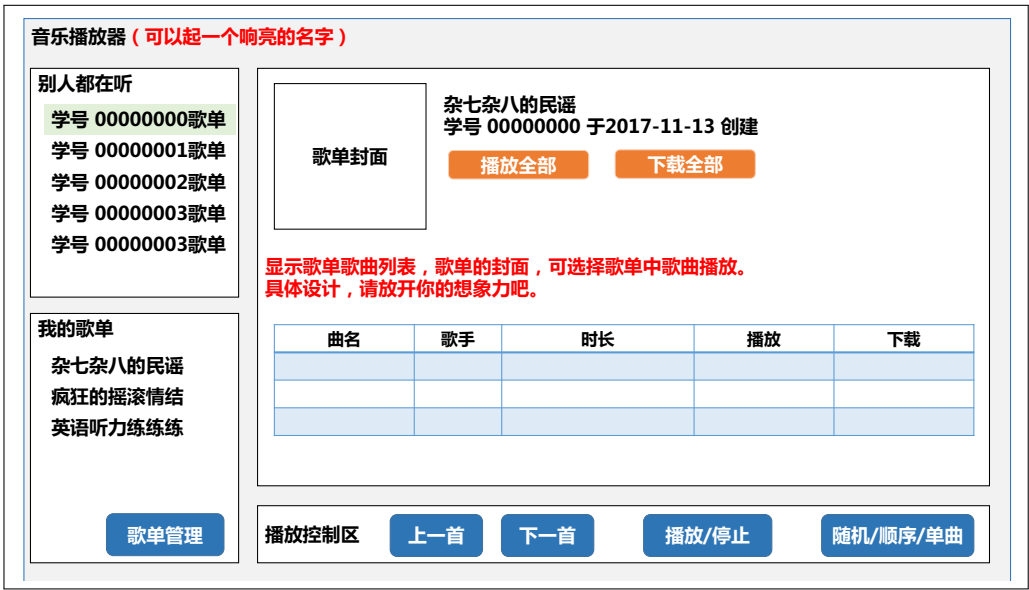 音乐播放器（可以起一个响亮的名字）
别人都在听
学号 00000000歌单
学号 00000001歌单
学号 00000002歌单
学号 00000003歌单
学号 00000003歌单
我的歌单
杂七杂八的民谣
疯狂的摇滚情结
英语听力练练练
歌单管理
歌单封面
杂七杂八的民谣
学号 00000000 于2017-11-13 创建
播放全部 下载全部
显示歌单歌曲列表，歌单的封面，可选择歌单中歌曲播放。
具体设计，请放开你的想象力吧。
曲名 歌手 时长 播放 下载
播放控制区 上一首 下一首 播放/停止 随机/顺序/单曲